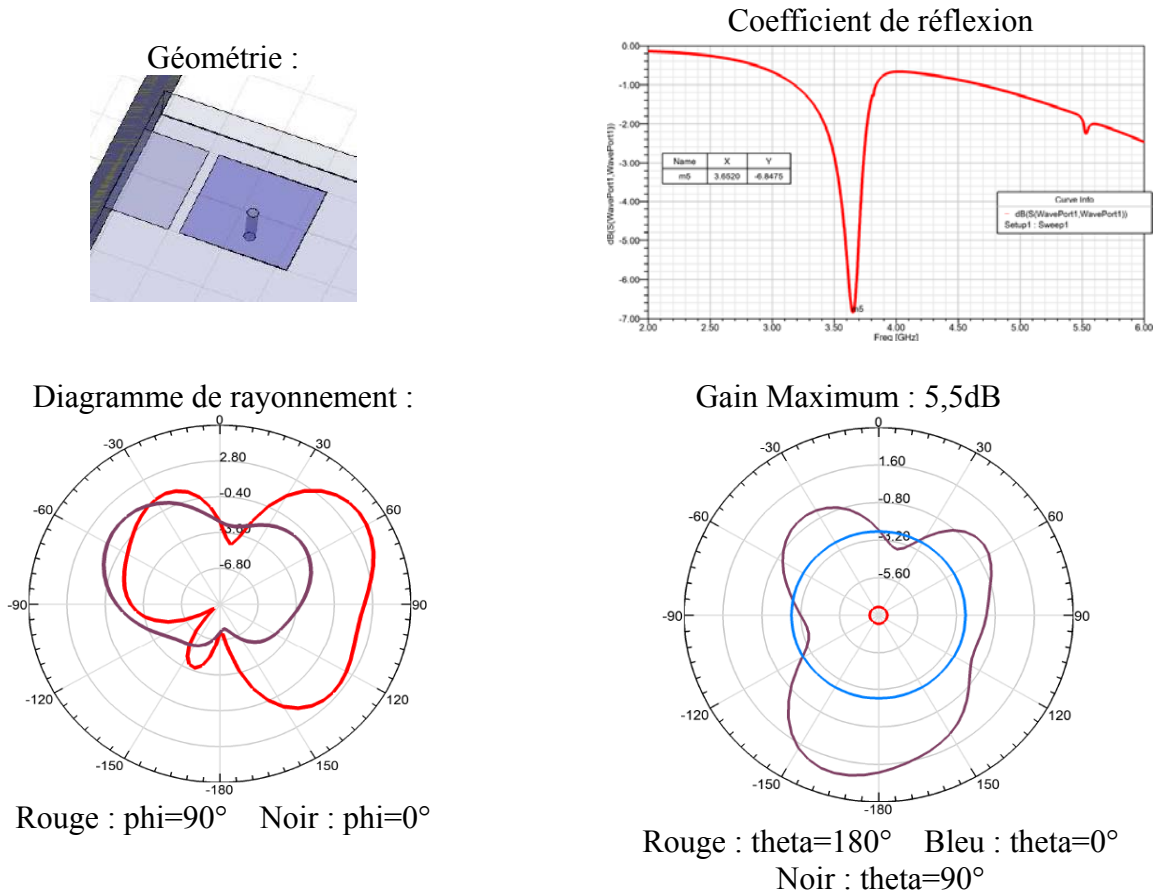 Géométrie :
Coefficient de réflexion
0.00
-1.00
-2.00
-3.00
-4.00
-5.00
-6.00
-7.00
dB(S(WavePort1,WavePort1))
Name X Y
m5 3.6520 -6.8475
Curve Info
dB(S(WavePort1,WavePort1))
Setup1 : Sweep1
m5
2.00 2.50 3.00 3.50 4.00 4.50 5.00 5.50 6.00
Freq [GHz]
Diagramme de rayonnement :
0
-30 30
2.80
-0.40
-60 60
-3.60
-6.80
-90 90
-120 120
-150 150
-180
Rouge : phi=90° Noir : phi=0°
Gain Maximum : 5,5dB
0
-30 30
1.60
-0.80
-60 60
-3.20
-5.60
-90 90
-120 120
-150 150
-180
Rouge : theta=180° Bleu : theta=0°
Noir : theta=90°